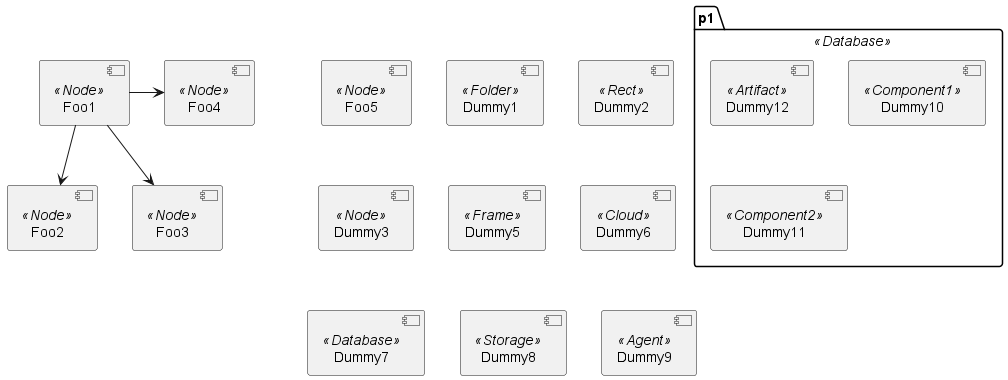 p1
«Database»
«Node»
Foo1
«Node»
Foo4
«Node»
Foo5
«Folder»
Dummy1
«Rect»
Dummy2
«Artifact»
Dummy12
«Component1»
Dummy10
«Node»
Foo2
«Node»
Foo3
«Node»
Dummy3
«Frame»
Dummy5
«Cloud»
Dummy6
«Component2»
Dummy11
«Database»
Dummy7
«Storage»
Dummy8
«Agent»
Dummy9